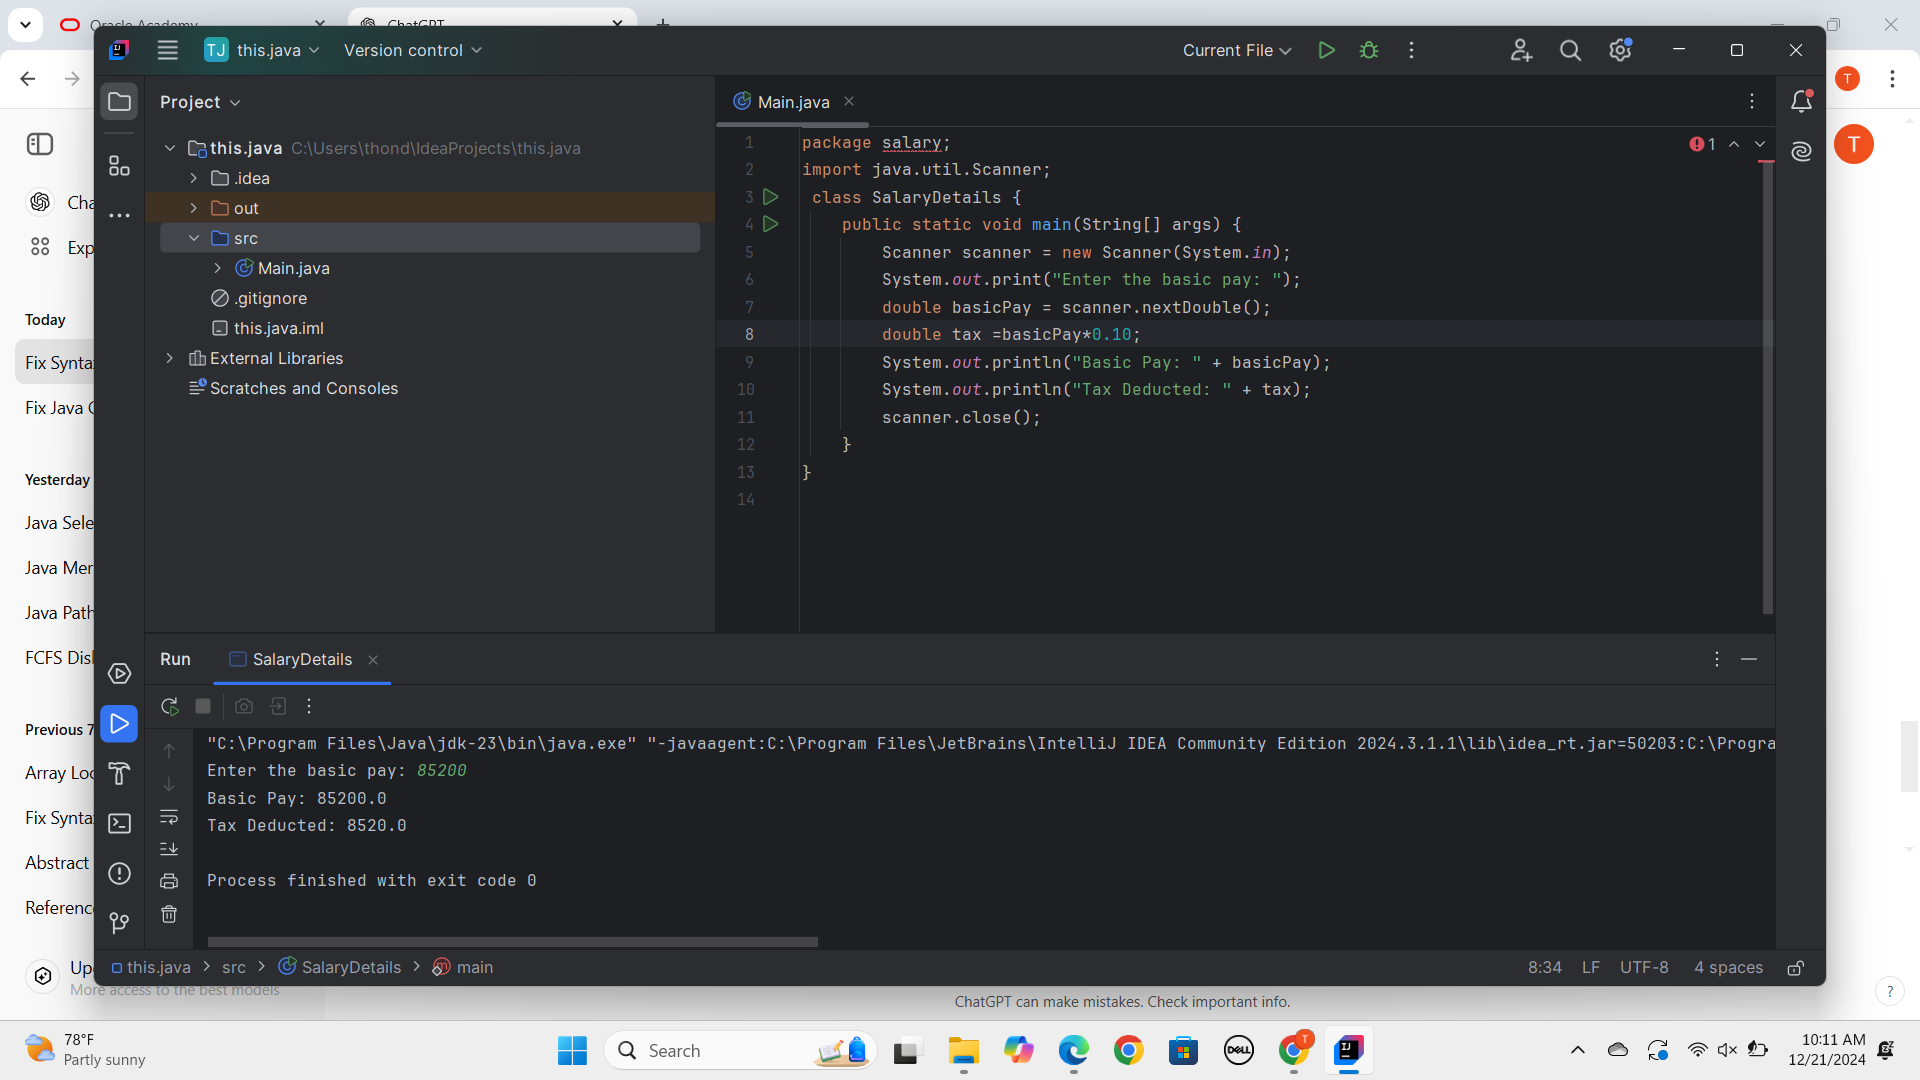 Oracle Academy
ChatGPT
TJ this.java
Version control
Current File
Project
this.java C:\Users\thond\IdeaProjects\this.java
.idea
out
src
Main.java
.gitignore
this.java.iml
External Libraries
Scratches and Consoles
Main.java
1 package salary;
2 import java.util.Scanner;
3 class SalaryDetails {
4 public static void main(String[] args) {
5 Scanner scanner = new Scanner(System.in);
6 System.out.print("Enter the basic pay: ");
7 double basicPay = scanner.nextDouble();
8 double tax =basicPay*0.10;
9 System.out.println("Basic Pay: " + basicPay);
10 System.out.println("Tax Deducted: " + tax);
11 scanner.close();
12 }
13 }
14
1
T
T
Cha
Exp
Today
Fix Synta
Fix Java
Yesterday
Java Sele
Java Mer
Java Path
FCFS Dis
Previous 7
Array Loo
Fix Synta
Abstract
Reference
More access to the best models
Run
SalaryDetails
"C:\Program Files\Java\jdk-23\bin\java.exe" "-javaagent:C:\Program Files\JetBrains\IntelliJ IDEA Community Edition 2024.3.1.1\lib\idea_rt.jar=50203:C:\Progra
Enter the basic pay: 85200
Basic Pay: 85200.0
Tax Deducted: 8520.0
Process finished with exit code 0
this.java > src > SalaryDetails > main
8:34 LF UTF-8 4 spaces
ChatGPT can make mistakes. Check important info.
?
78°F
Partly sunny
Search
DELL
T
10:11 AM
12/21/2024